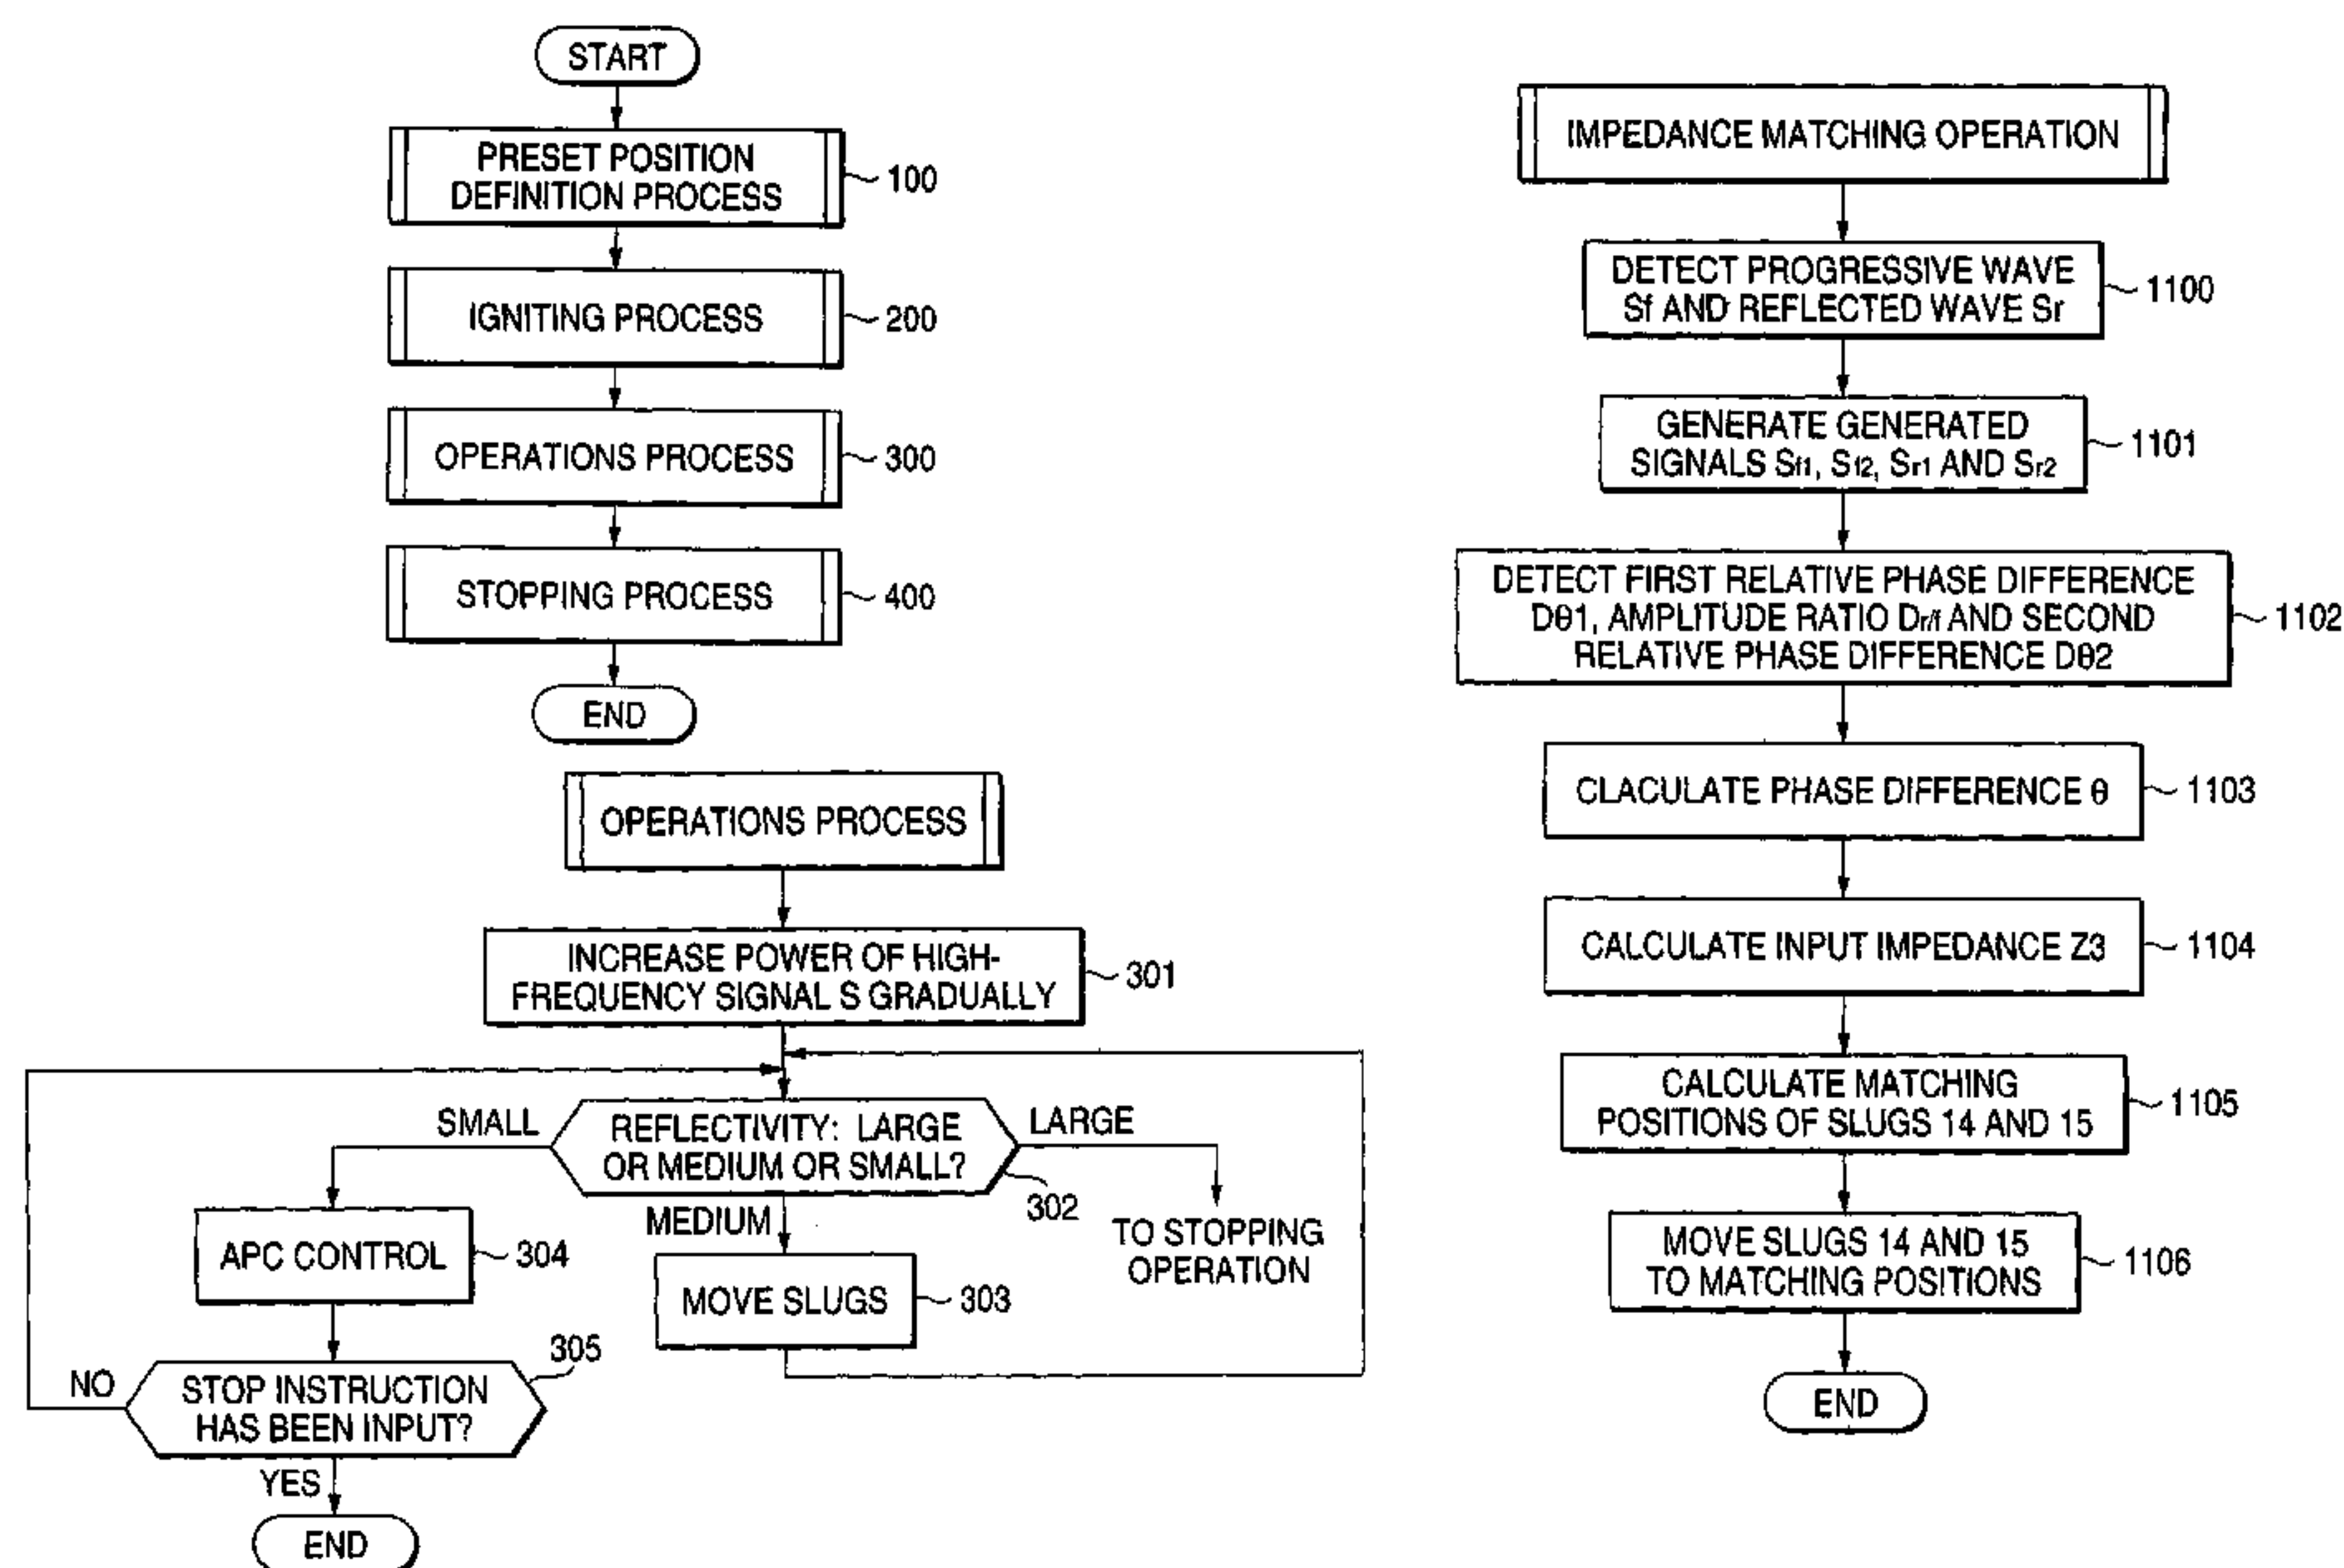 START
PRESET POSITION
DEFINITION PROCESS
100
IGNITING PROCESS
200
OPERATIONS PROCESS
300
STOPPING PROCESS
400
END
OPERATIONS PROCESS
INCREASE POWER OF HIGH-
FREQUENCY SIGNAL S GRADUALLY
301
SMALL
REFLECTIVITY: LARGE
OR MEDIUM OR SMALL?
LARGE
302
MEDIUM
TO STOPPING
OPERATION
APC CONTROL
304
MOVE SLUGS
303
305
NO
STOP INSTRUCTION
HAS BEEN INPUT?
YES
END
IMPEDANCE MATCHING OPERATION
DETECT PROGRESSIVE WAVE
Sf AND REFLECTED WAVE Sr
1100
GENERATE GENERATED
SIGNALS Sf1, Sf2, Sr1 AND Sr2
1101
DETECT FIRST RELATIVE PHASE DIFFERENCE
Dθ1, AMPLITUDE RATIO Dr/f AND SECOND
RELATIVE PHASE DIFFERENCE Dθ2
1102
CLACULATE PHASE DIFFERENCE θ
1103
CALCULATE INPUT IMPEDANCE Z3
1104
CALCULATE MATCHING
POSITIONS OF SLUGS 14 AND 15
1105
MOVE SLUGS 14 AND 15
TO MATCHING POSITIONS
1106
END